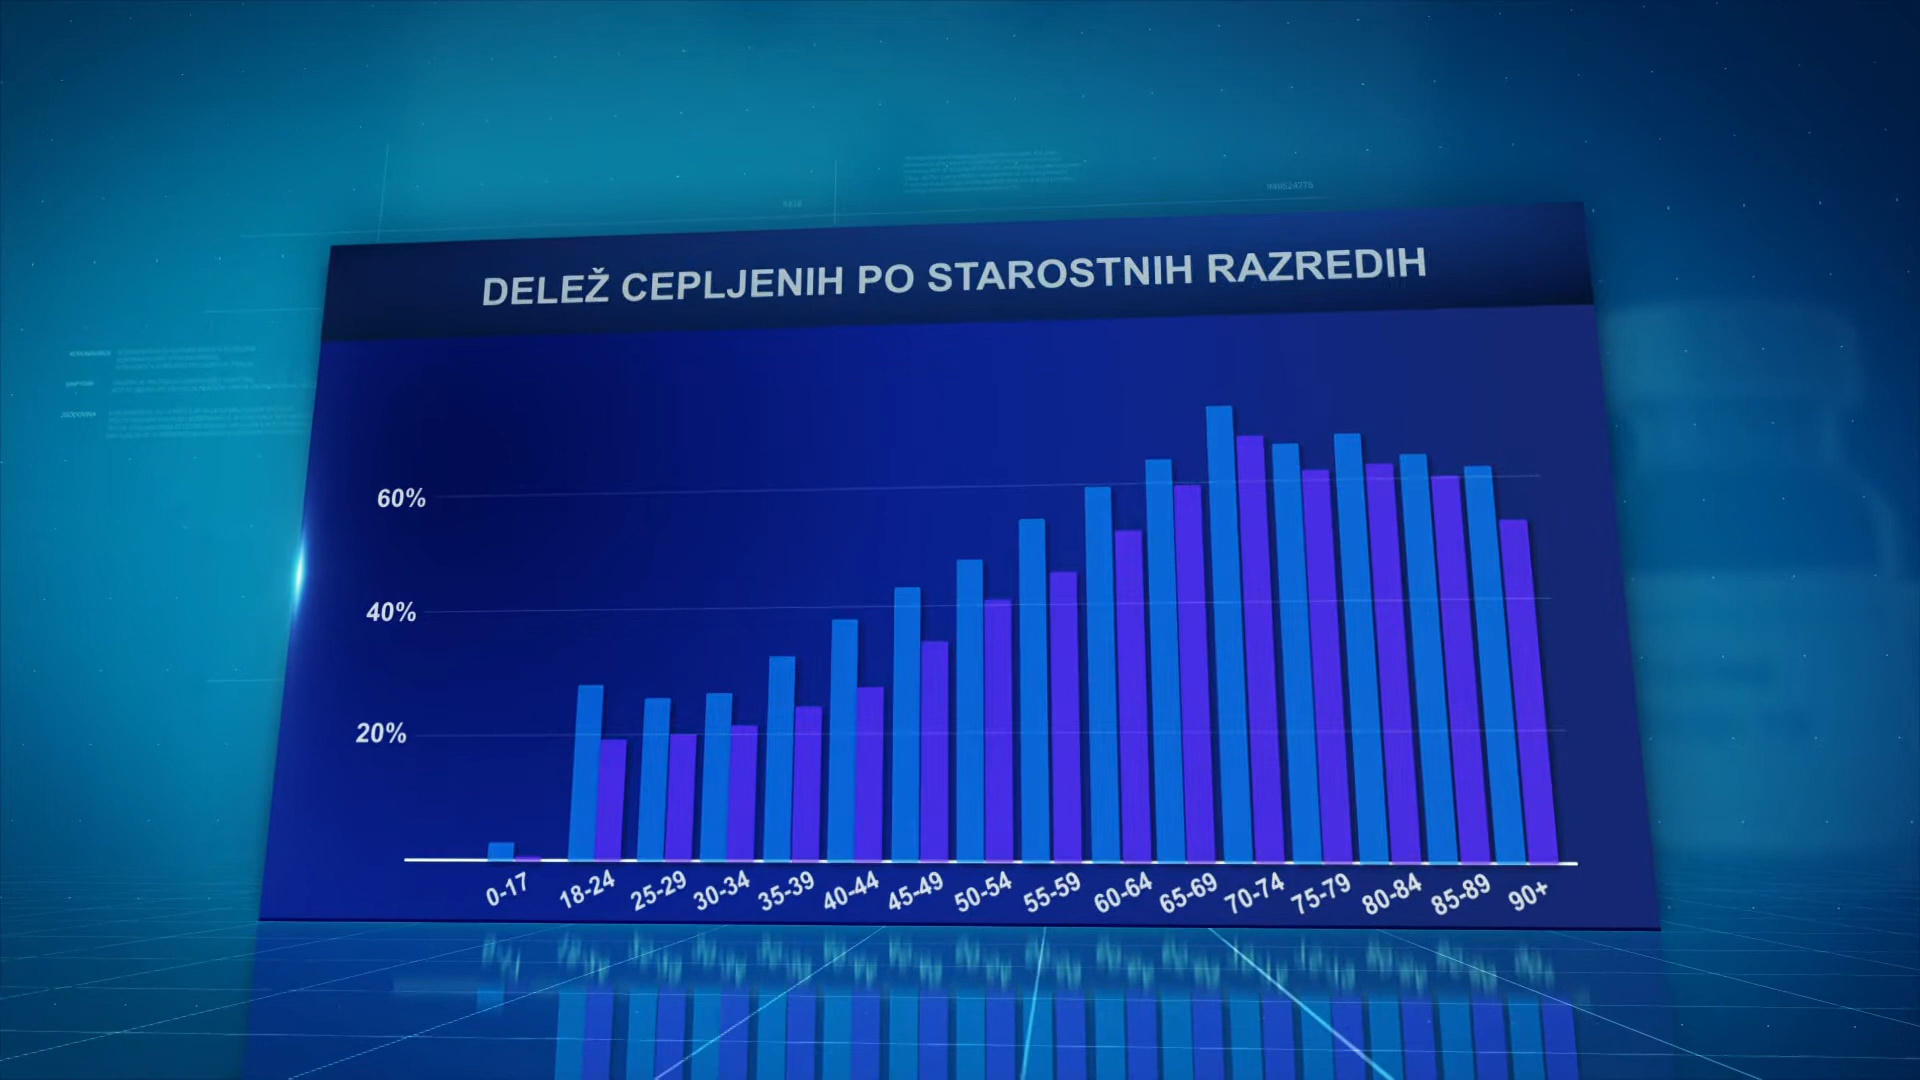 DELEŽ CEPLJENIH PO STAROSTNIH RAZREDIH
60%
40%
20%
0-17 18-24 25-29 30-34 35-39 40-44 45-49 50-54 55-59 60-64 65-69 70-74 75-79 80-84 85-89 90+